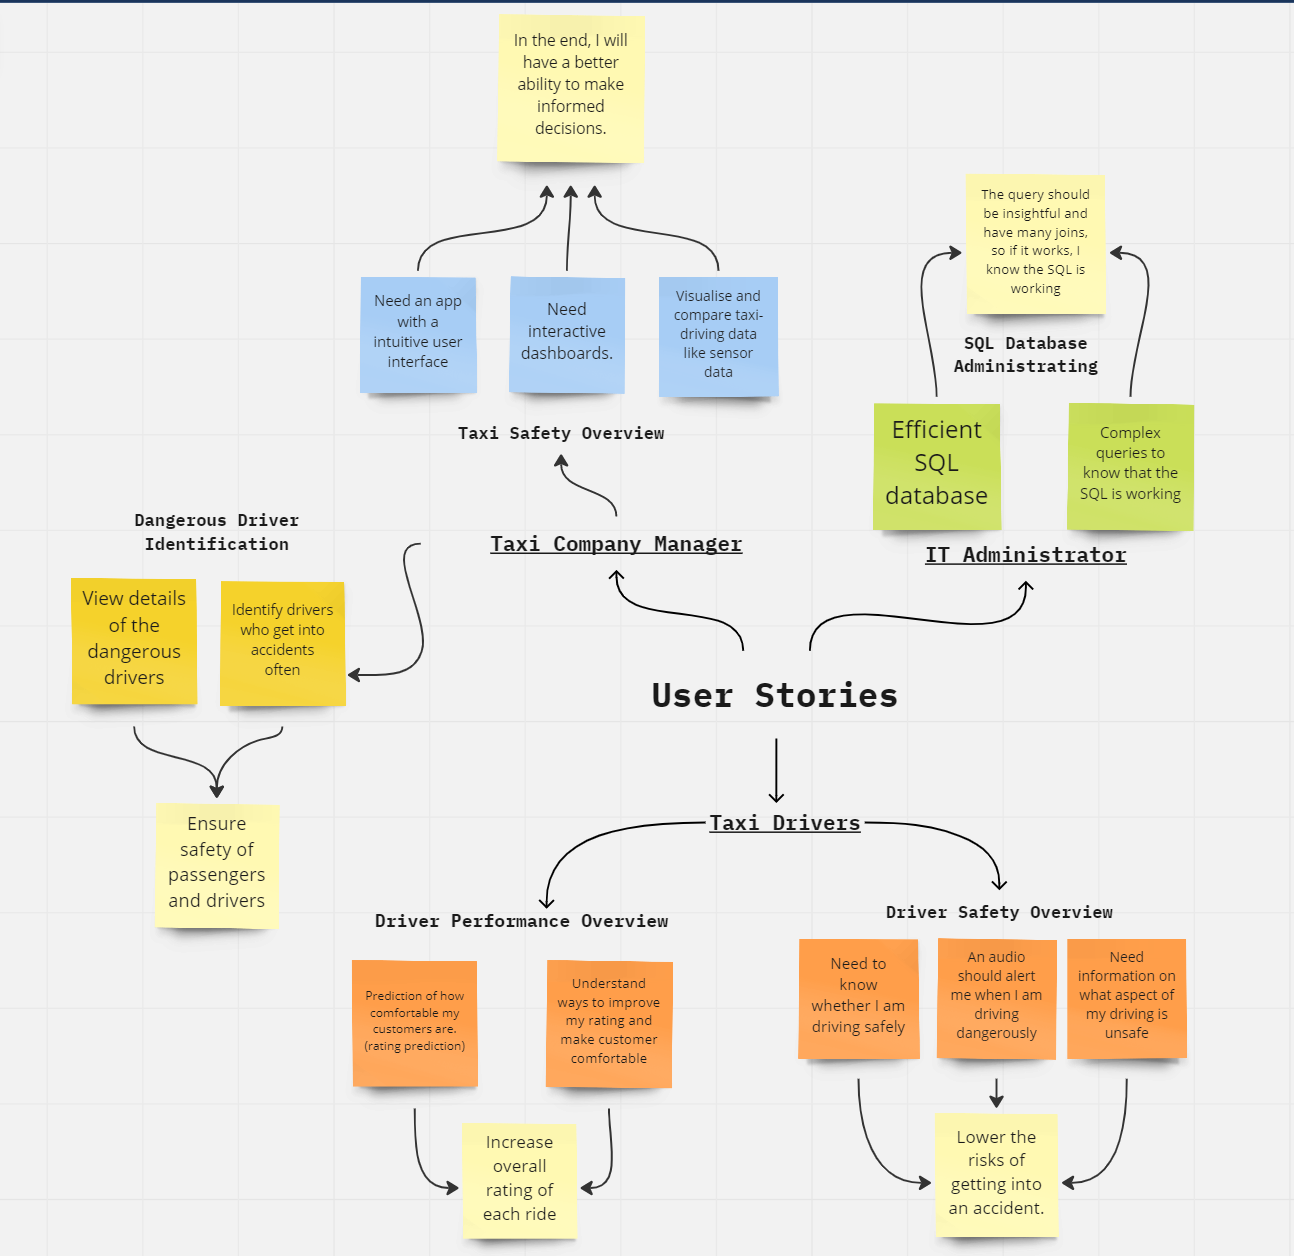 In the end, I will
have a better
ability to make
informed
decisions.
The query should
be insightful and
have many joins,
so if it works, I
know the SQL is
working
Need an app
with a
intuitive user
interface
Need
interactive
dashboards.
Visualise and
compare taxi-
driving data
like sensor
data
SQL Database
Administrating
Taxi Safety Overview
Efficient
SQL
database
Complex
queries to
know that the
SQL is working
Dangerous Driver
Identification
Taxi Company Manager
IT Administrator
View details
of the
dangerous
drivers
Identify drivers
who get into
accidents
often
User Stories
Ensure
safety of
passengers
and drivers
Taxi Drivers
Driver Performance Overview
Driver Safety Overview
Prediction of how
comfortable my
customers are.
(rating prediction)
Understand
ways to improve
my rating and
make customer
comfortable
Need to
know
whether I am
driving safely
An audio
should alert
me when I am
driving
dangerously
Need
information on
what aspect of
my driving is
unsafe
Increase
overall
rating of
each ride
Lower the
risks of
getting into
an accident.